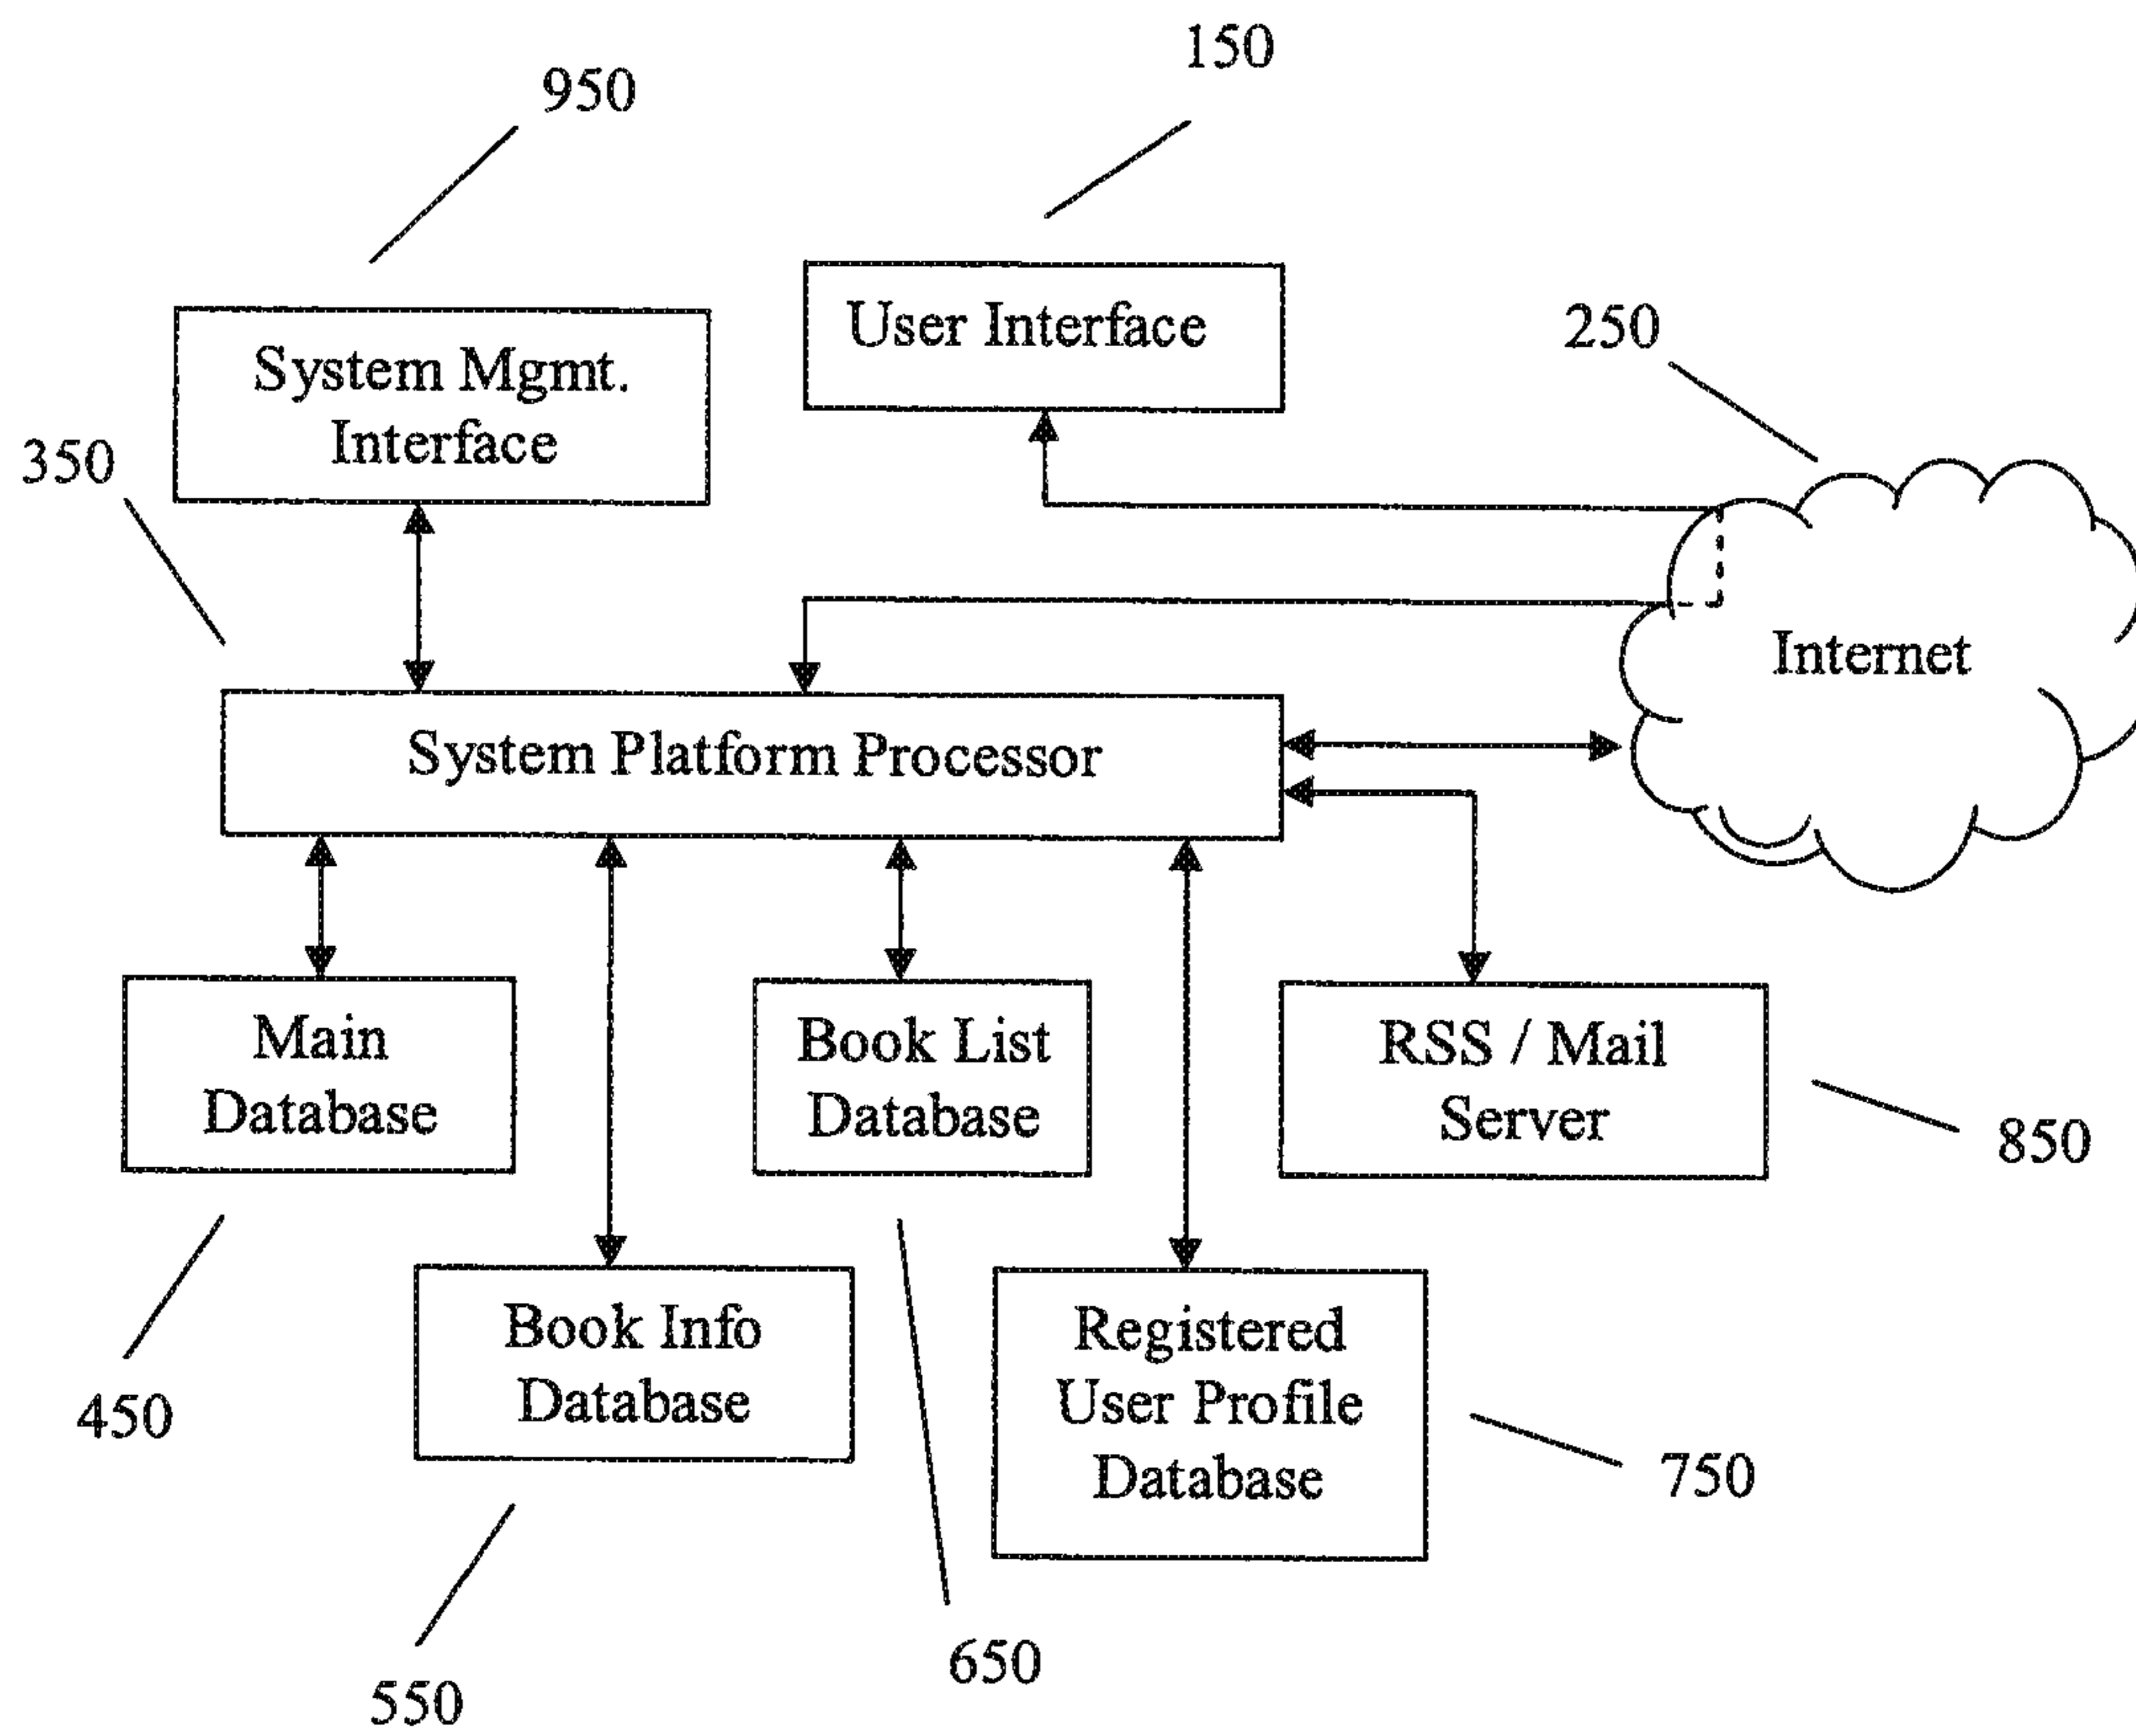 150
950
User Interface
250
System Mgmt.
Interface
350
Internet
System Platform Processor
Main
Database
Book List
Database
RSS / Mail
Server
850
Book Info
Database
Registered
User Profile
Database
450
750
650
550